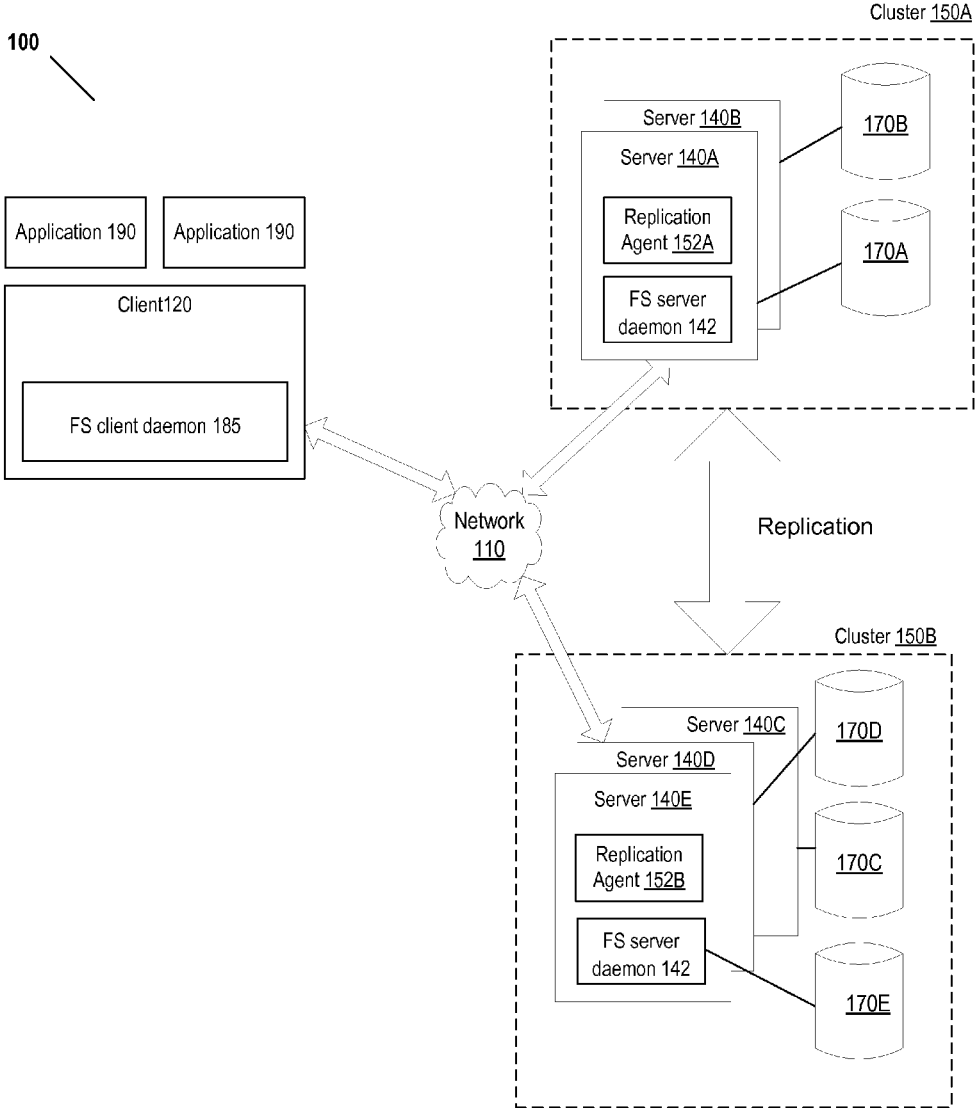 Cluster 150A
100
Server 140B
170B
Server 140A
Application 190
Application 190
Replication
Agent 152A
170A
Client120
FS server
daemon 142
FS client daemon 185
Network
110
Replication
Cluster 150B
Server 140C
170D
Server 140D
Server 140E
Replication
Agent 152B
170C
FS server
daemon 142
170E